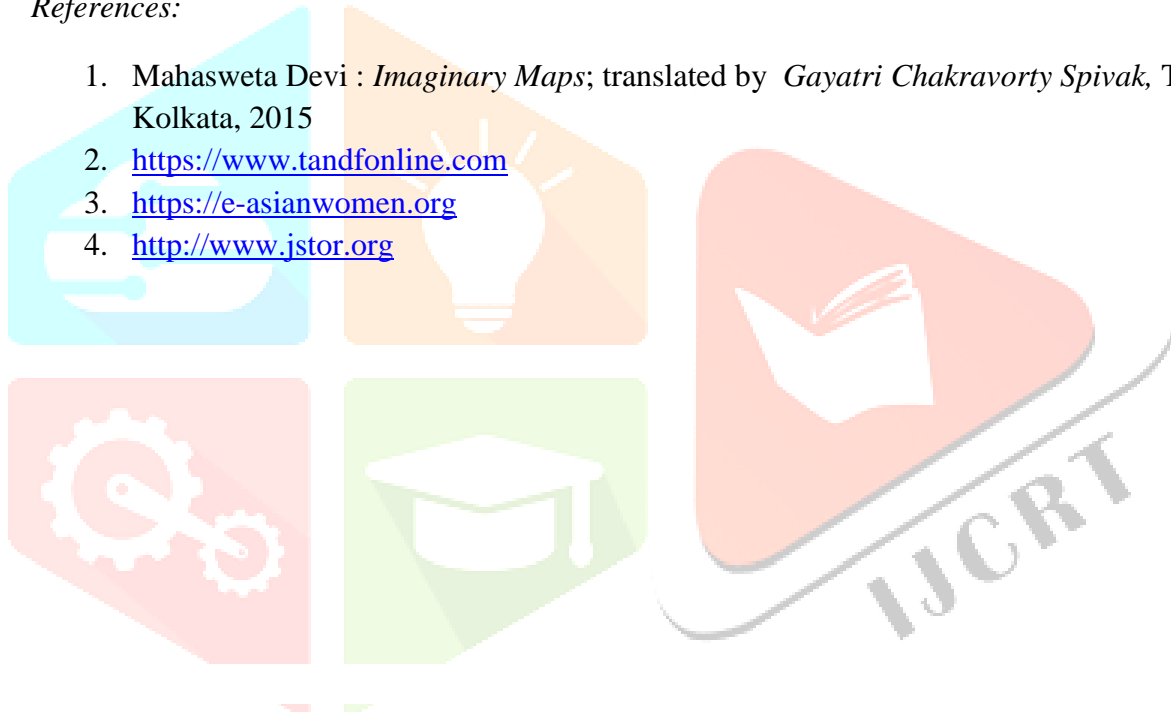 References:
1. Mahasweta Devi : Imaginary Maps; translated by Gayatri Chakravorty Spivak,
Kolkata, 2015
2. https://www.tandfonline.com
3. https://e-asianwomen.org
4. http://www.jstor.org
IJCRT